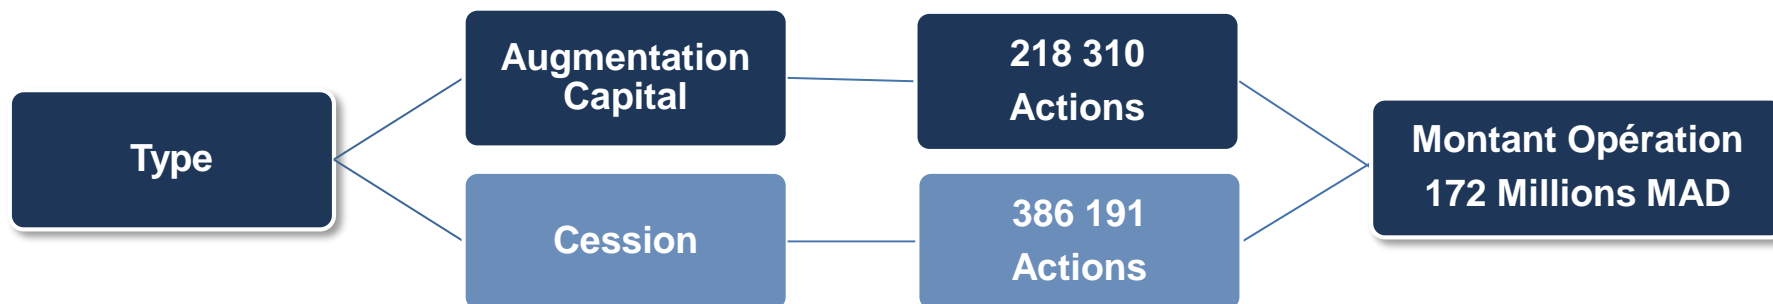 Type
Augmentation
Capital
218 310
Actions
Cession
386 191
Actions
Montant Opération
172 Millions MAD